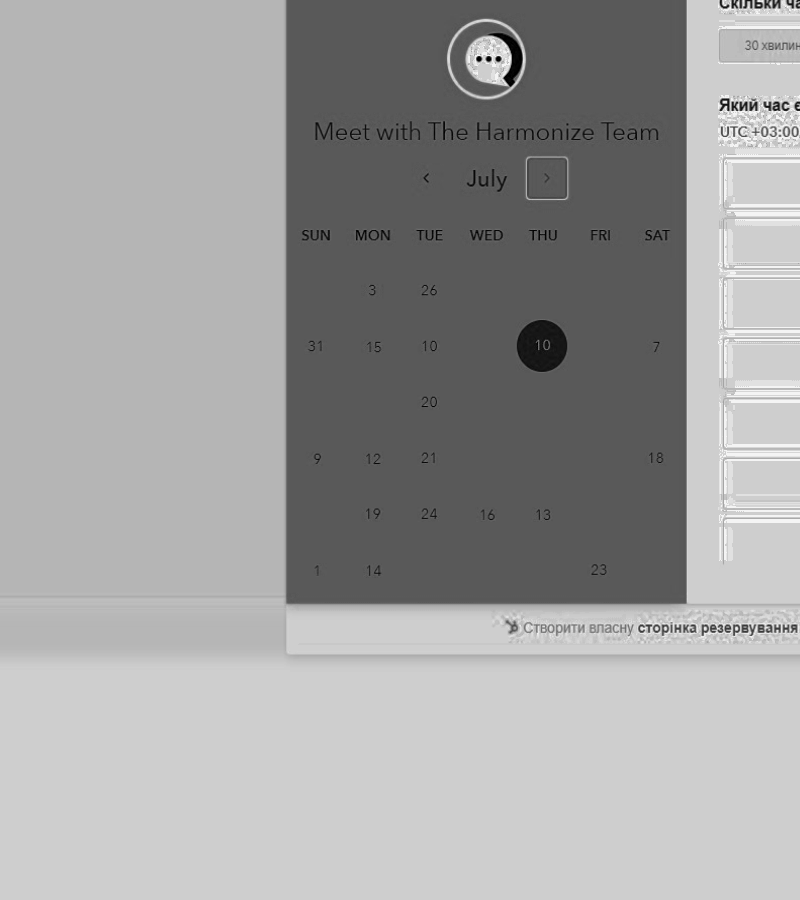 Скільки ча
30 хвилин
Meet with The Harmonize Team
July
SUN MON TUE WED THU FRI SAT
3 26
31 15 10 10 7
20
9 12 21 18
19 24 16 13
1 14 23
Який час є
UTC +03:00
Створити власну сторінка резервування